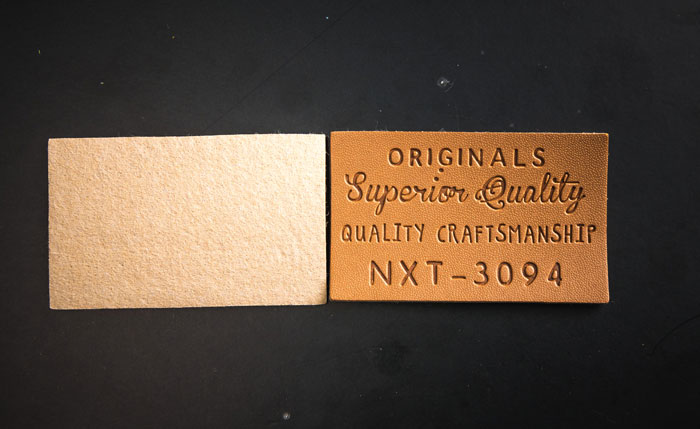 ORIGINALS
Superior Quality
QUALITY CRAFTSMANSHIP
NXT-3094